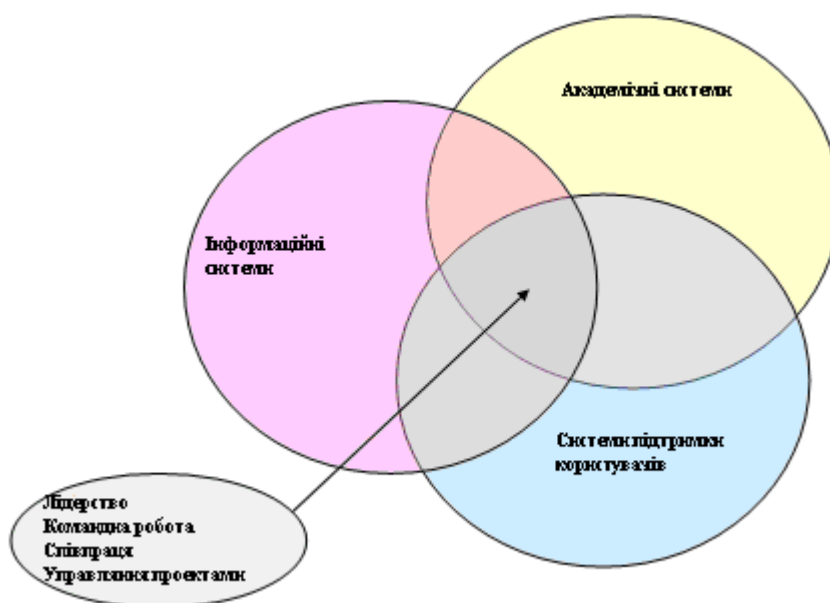 Академічні системи
Інформаційні
системи
Системи підтримки
користувачів
Лідерство
Командна робота
Співпраця
Управління проектами